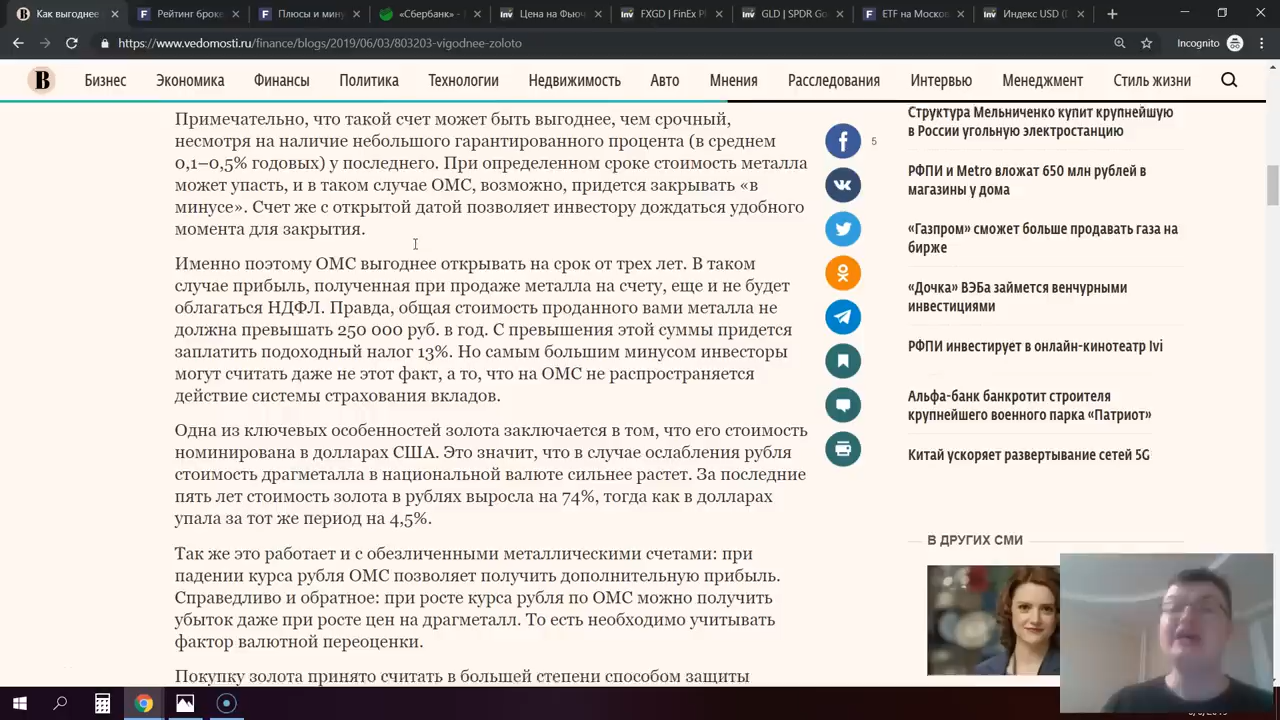 Как выгоднее
Рейтинг броке
Плюсы и мину
«Сбербанк» -
Цена на Фьюч
FXGD | FinEx Pl
GLD | SPDR Go
ETF на Москов
Индекс USD (
https://www.vedomosti.ru/finance/blogs/2019/06/03/803203-vigodnee-zoloto
Incognito
В Бизнес Экономика Финансы Политика Технологии Недвижимость Авто Мнения Расследования Интервью Менеджмент Стиль жизни
Примечательно, что такой счет может быть выгоднее, чем срочный,
несмотря на наличие небольшого гарантированного процента (в среднем
0,1–0,5% годовых) у последнего. При определенном сроке стоимость металла
может упасть, и в таком случае ОМС, возможно, придется закрывать «в
минусе». Счет же с открытой датой позволяет инвестору дождаться удобного
момента для закрытия.
Именно поэтому ОМС выгоднее открывать на срок от трех лет. В таком
случае прибыль, полученная при продаже металла на счету, еще и не будет
облагаться НДФЛ. Правда, общая стоимость проданного вами металла не
должна превышать 250 000 руб. в год. С превышения этой суммы придется
заплатить подоходный налог 13%. Но самым большим минусом инвесторы
могут считать даже не этот факт, а то, что на ОМС не распространяется
действие системы страхования вкладов.
Одна из ключевых особенностей золота заключается в том, что его стоимость
номинирована в долларах США. Это значит, что в случае ослабления рубля
стоимость драгметалла в национальной валюте сильнее растет. За последние
пять лет стоимость золота в рублях выросла на 74%, тогда как в долларах
упала за тот же период на 4,5%.
Так же это работает и с обезличенными металлическими счетами: при
падении курса рубля ОМС позволяет получить дополнительную прибыль.
Справедливо и обратное: при росте курса рубля по ОМС можно получить
убыток даже при росте цен на драгметалл. То есть необходимо учитывать
фактор валютной переоценки.
Покупку золота принято считать в большей степени способом защиты
5
Структура Мельниченко купит крупнейшую
в России угольную электростанцию
РФПИ и Metro вложат 650 млн рублей в
магазины у дома
«Газпром» сможет больше продавать газа на
бирже
«Дочка» ВЭБа займется венчурными
инвестициями
РФПИ инвестирует в онлайн-кинотеатр Ivi
Альфа-банк банкротит строителя
крупнейшего военного парка «Патриот»
Китай ускоряет развертывание сетей 5G
В ДРУГИХ СМИ